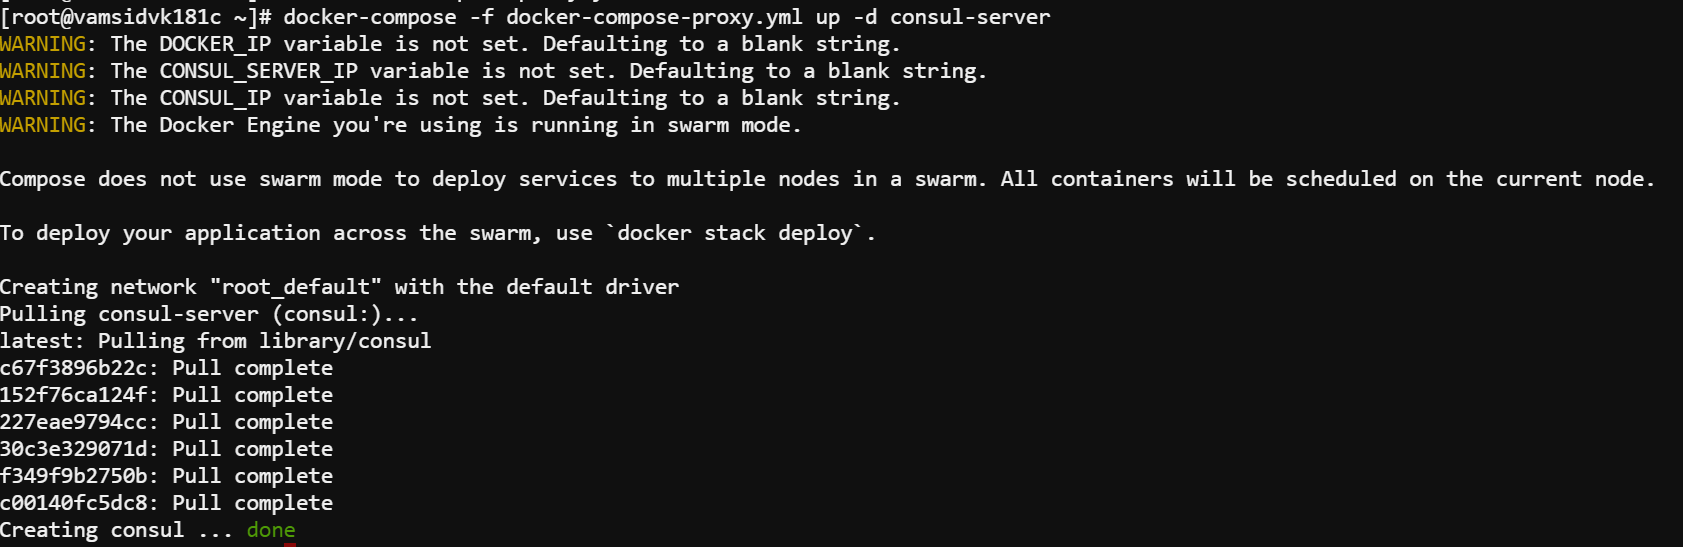 [root@vamsidvk181c ~]# docker-compose -f docker-compose-proxy.yml up -d consul-server
WARNING: The DOCKER_IP variable is not set. Defaulting to a blank string.
WARNING: The CONSUL_SERVER_IP variable is not set. Defaulting to a blank string.
WARNING: The CONSUL_IP variable is not set. Defaulting to a blank string.
WARNING: The Docker Engine you're using is running in swarm mode.
Compose does not use swarm mode to deploy services to multiple nodes in a swarm. All containers will be scheduled on the current node.
To deploy your application across the swarm, use `docker stack deploy`.
Creating network "root_default" with the default driver
Pulling consul-server (consul:)...
latest: Pulling from library/consul
c67f3896b22c: Pull complete
152f76ca124f: Pull complete
227eae9794cc: Pull complete
30c3e329071d: Pull complete
f349f9b2750b: Pull complete
c00140fc5dc8: Pull complete
Creating consul ... done